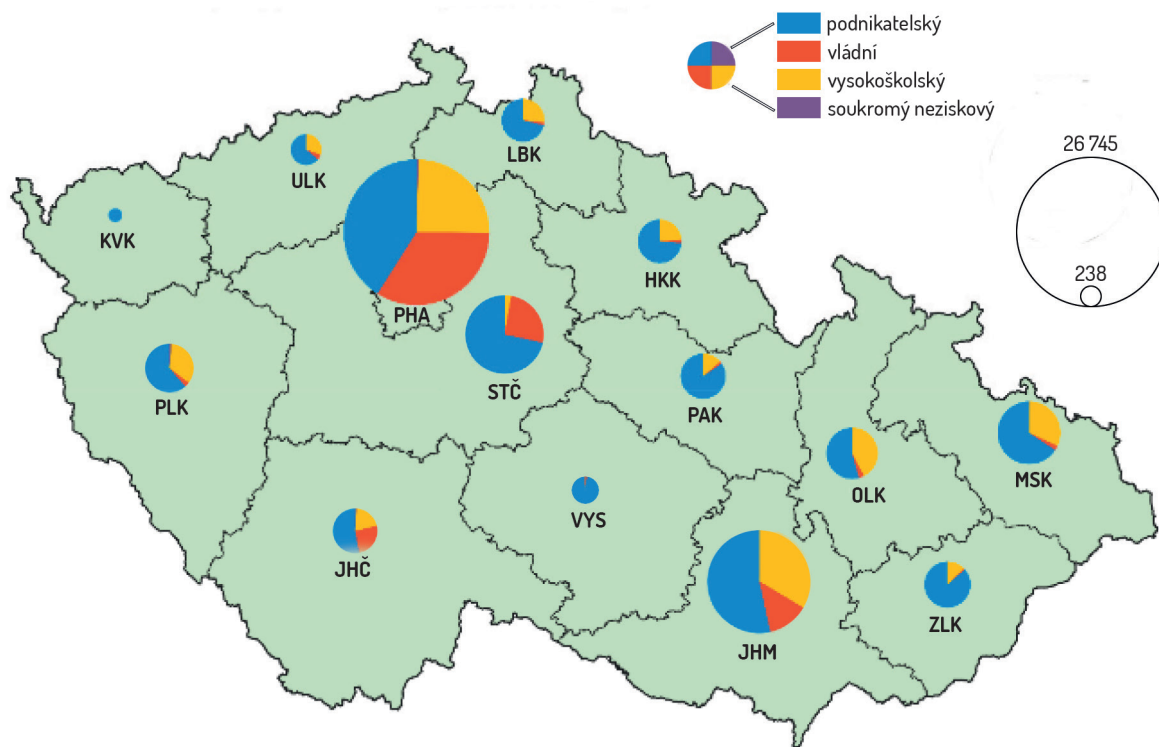 podnikatelský
vládní
vysokoškolský
soukromý neziskový
26 745
238
LBK
ULK
KVK
HKK
PHA
STČ
PLK
PAK
MSK
OLK
VYS
JHČ
ZLK
JHM